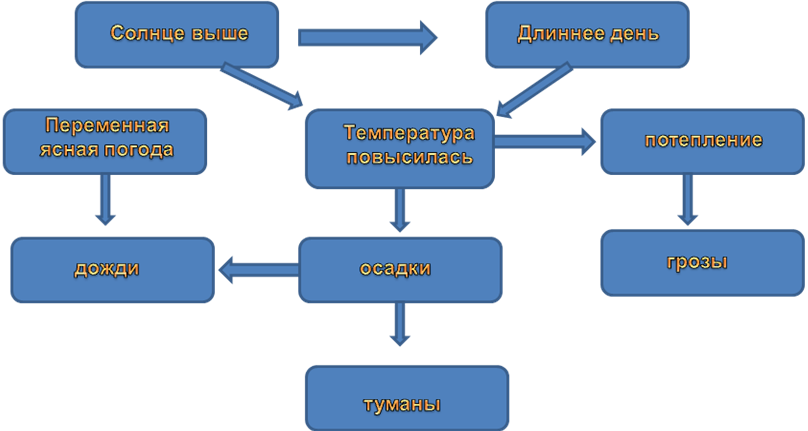 Солнце выше
Длиннее день
Переменная
ясная погода
Температура
повысилась
потепление
дожди
осадки
грозы
туманы